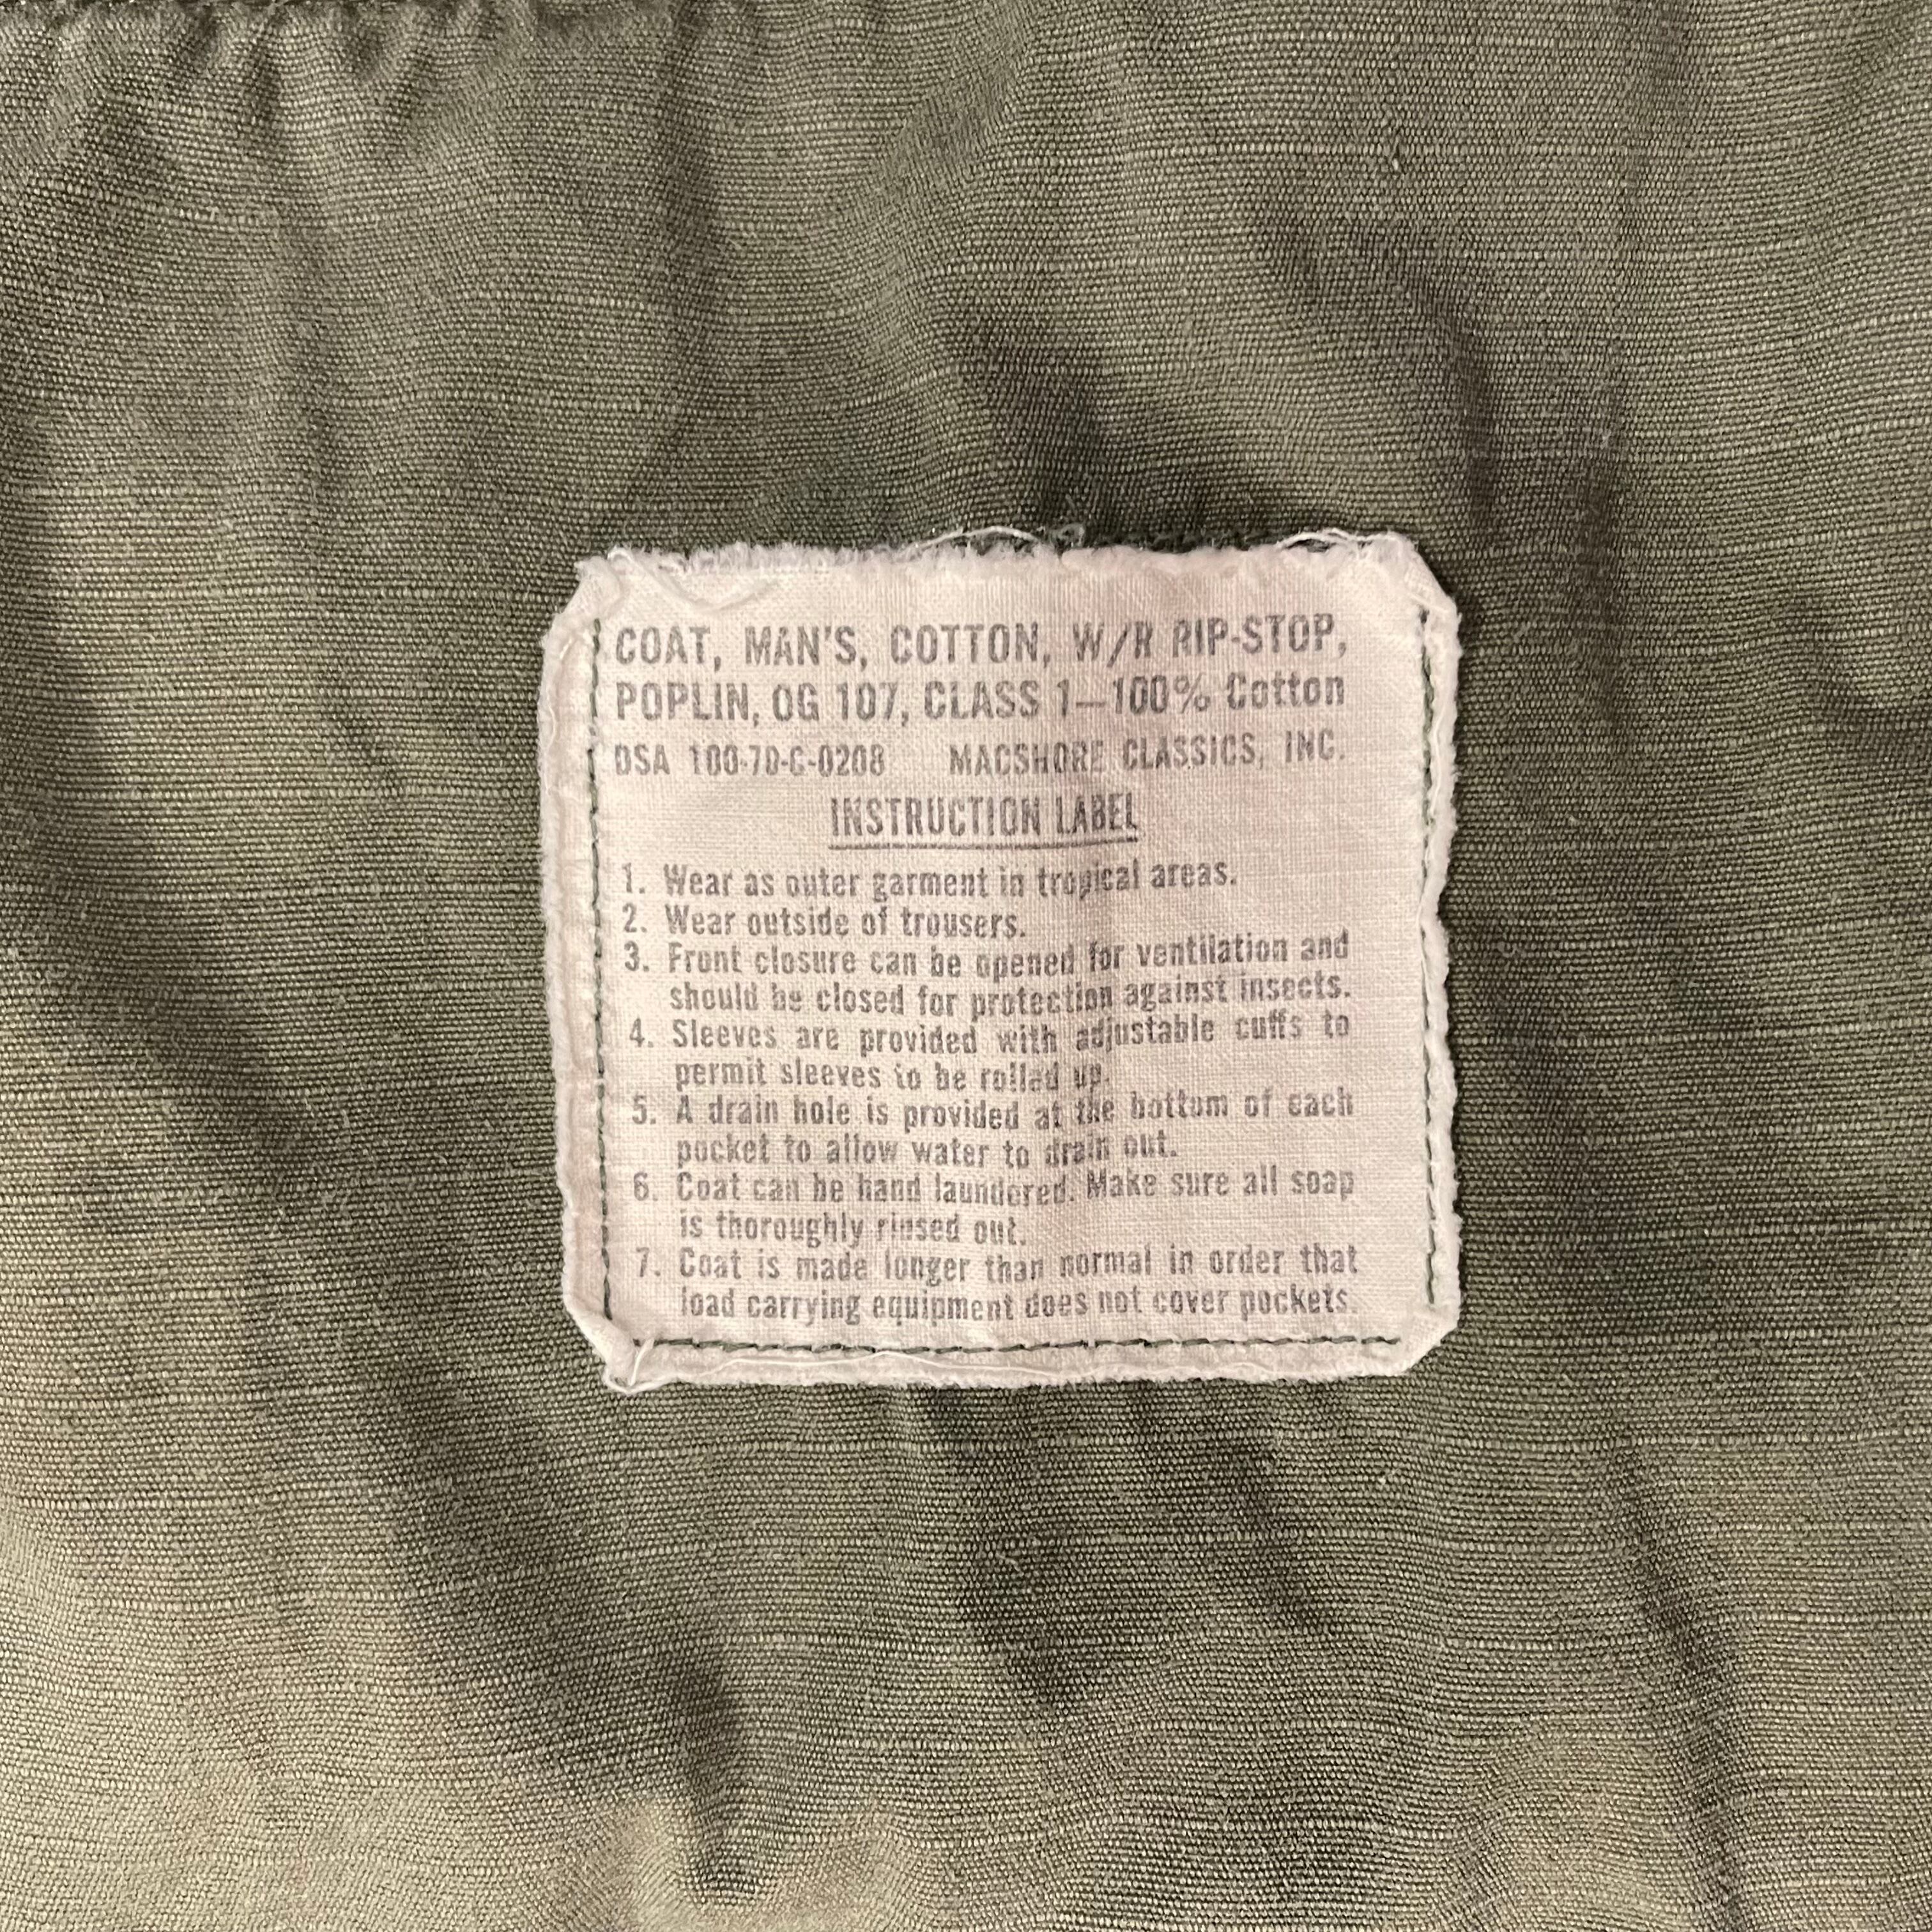 COAT, MAN'S, COTTON, W/R RIP-STOP,
POPLIN, OG 107, CLASS 1—100% Cotton
DSA 100-70-C-0208 MACSHORE CLASSICS, INC.
INSTRUCTION LABEL
1. Wear as outer garment in tropical areas.
2. Wear outside of trousers.
3. Front closure can be opened for ventilation and
should be closed for protection against insects.
4. Sleeves are provided with adjustable cuffs to
permit sleeves to be rolled up.
5. A drain hole is provided at the bottom of each
pocket to allow water to drain out.
6. Coat can be hand laundered. Make sure all soap
is thoroughly rinsed out.
7. Coat is made longer than normal in order that
load carrying equipment does not cover pockets.